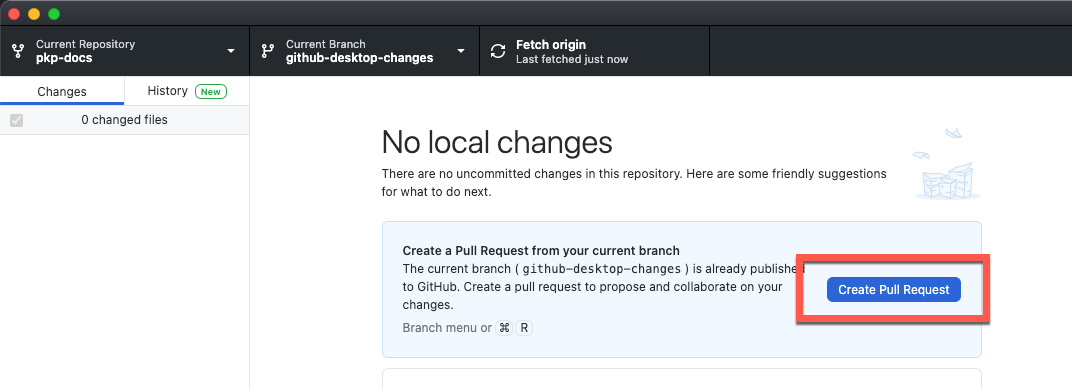 Current Repository
pkp-docs
Current Branch
github-desktop-changes
Fetch origin
Last fetched just now
Changes
History New
0 changed files
No local changes
There are no uncommitted changes in this repository. Here are some friendly suggestions
for what to do next.
Create a Pull Request from your current branch
The current branch ( github-desktop-changes ) is already published
to GitHub. Create a pull request to propose and collaborate on your
changes.
Branch menu or ⌘ R
Create Pull Request